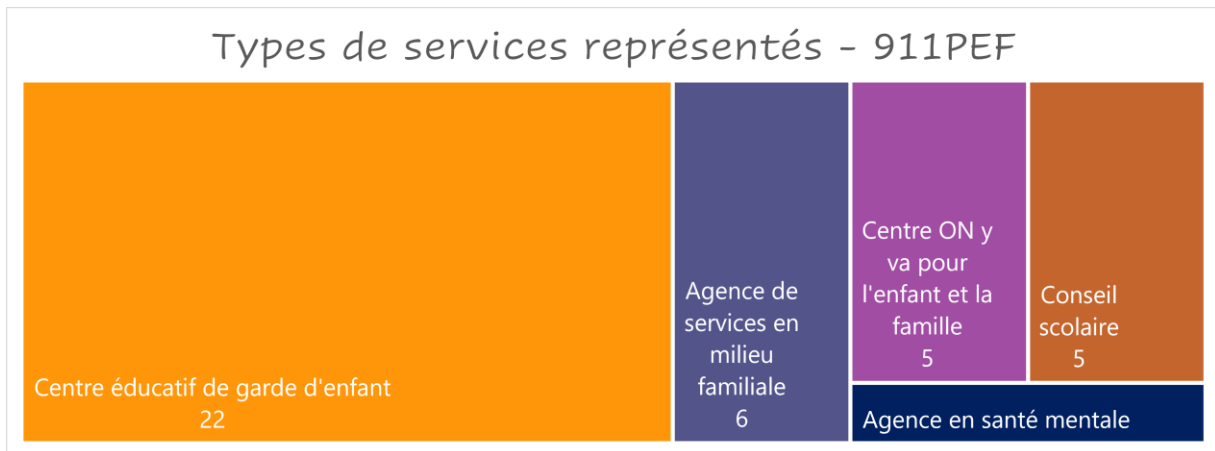 Types de services représentés - 911PEF
Centre éducatif de garde d'enfant
22
Agence de
services en
milieu
familiale
6
Centre ON y
va pour
l'enfant et la
famille
5
Conseil
scolaire
5
Agence en santé mentale